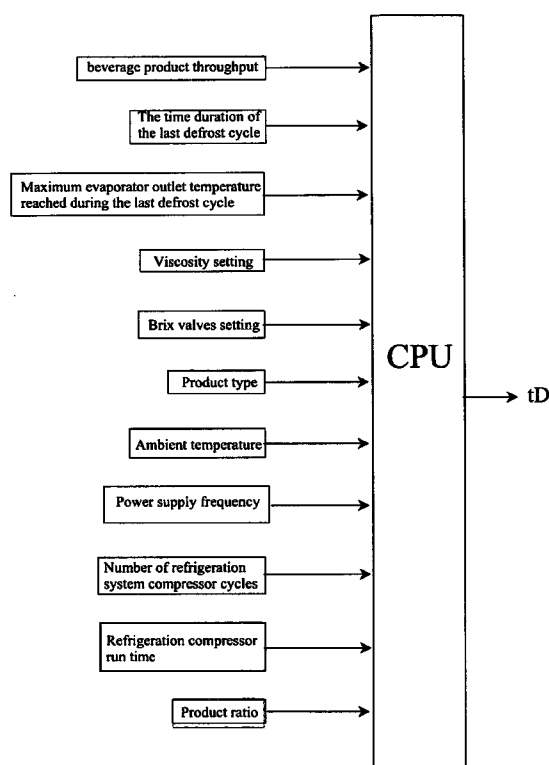 beverage product throughput
The time duration of
the last defrost cycle
Maximum evaporator outlet temperature
reached during the last defrost cycle
Viscosity setting
Brix valves setting
Product type
Ambient temperature
Power supply frequency
Number of refrigeration
system compressor cycles
Refrigeration compressor
run time
Product ratio
CPU
tD